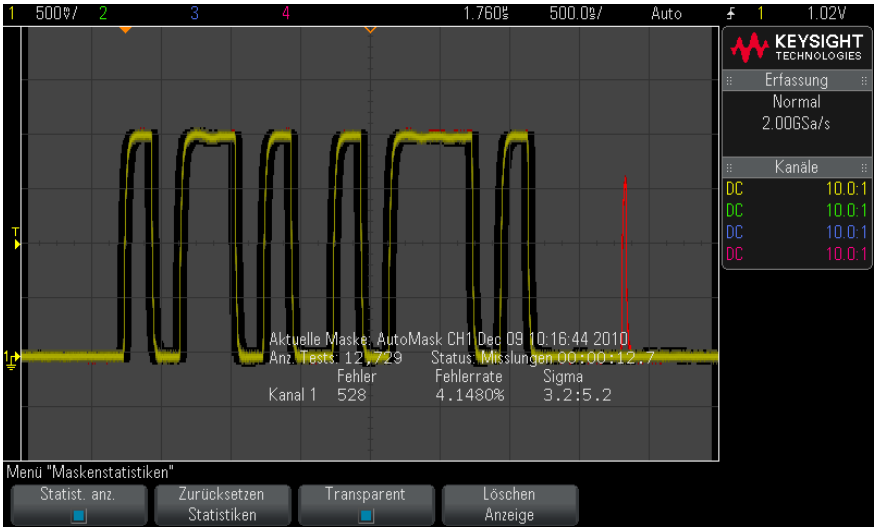 1 500♈/ 2 3 4 1.760s 500.0s/ Auto 1 1.02V
KEYSIGHT
TECHNOLOGIES
Erfassung
Normal
2.00GSa/s
Kanäle
DC 10.0:1
DC 10.0:1
DC 10.0:1
DC 10.0:1
T
1
Aktuelle Maske: AutoMask CH1 Dec 09 10:16:44 2010
Anz. Tests: 12,729 Status: Misslungen 00:00:12.7
Fehler Fehlerrate Sigma
Kanal 1 528 4.1480% 3.2:5.2
Menü "Maskenstatistiken"
Statist. anz. Zurücksetzen Statistiken Transparent Löschen Anzeige